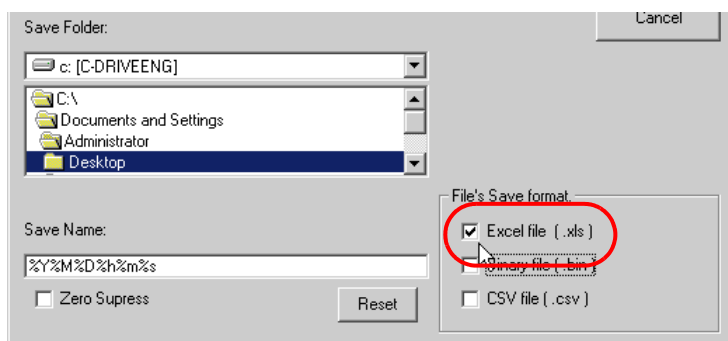 Save Folder:
Cancel
c: [C-DRIVEENG]
C:\
Documents and Settings
Administrator
Desktop
File's Save format.
Save Name:
Excel file ( .xls )
%Y%M%D%h%m%s
Binary file ( .bin )
Zero Supress
Reset
CSV file ( .csv )